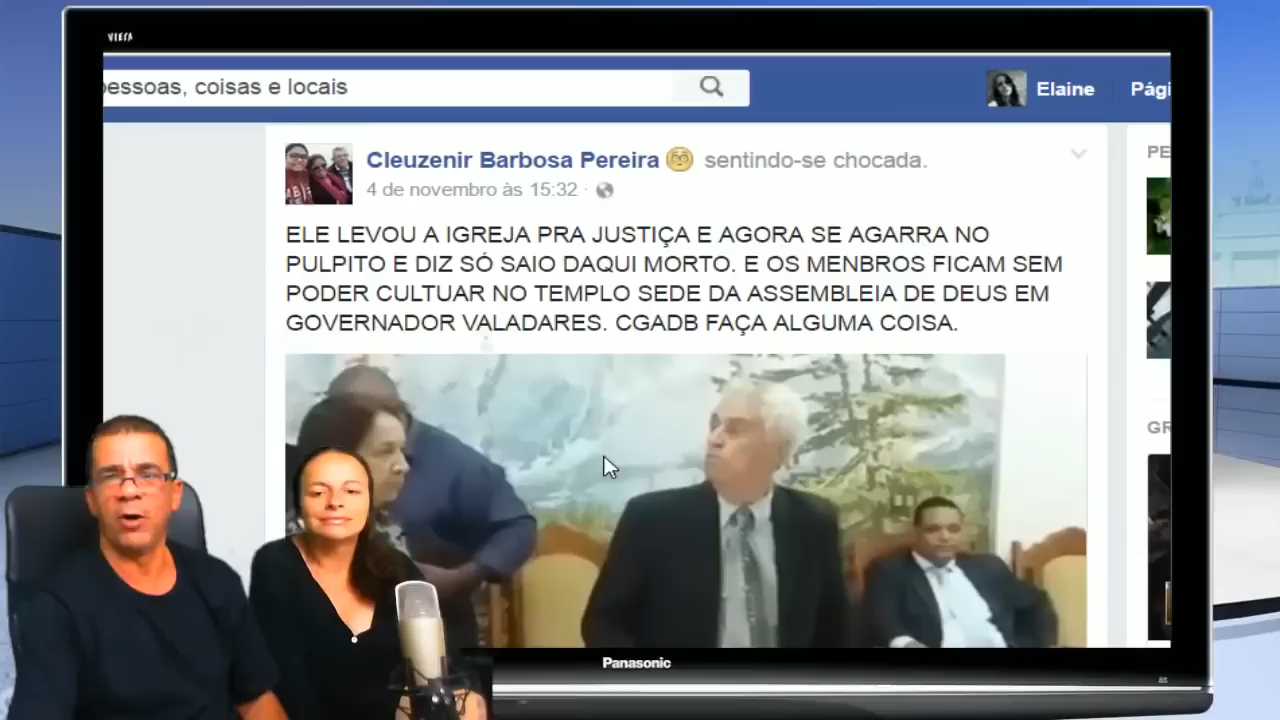 VIERA
pessoas, coisas e locais
Elaine
Pági
Cleuzenir Barbosa Pereira sentindo-se chocada.
4 de novembro às 15:32 ·
PE
ELE LEVOU A IGREJA PRA JUSTIÇA E AGORA SE AGARRA NO
PULPITO E DIZ SÓ SAIO DAQUI MORTO. E OS MENBROS FICAM SEM
PODER CULTUAR NO TEMPLO SEDE DA ASSEMBLEIA DE DEUS EM
GOVERNADOR VALADARES. CGADB FAÇA ALGUMA COISA.
GR
Panasonic